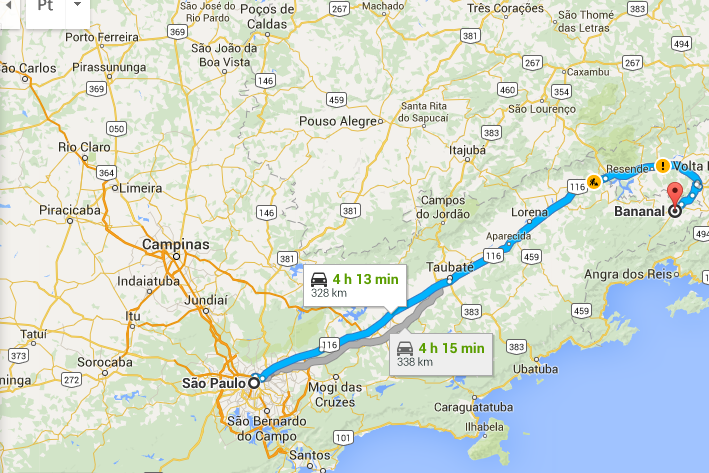 Pt
São José do
Rio Pardo
Poços de
Caldas
Machado
Três Corações
São Thomé
das Letras
267
381
494
369
Porto Ferreira
São João da
Boa Vista
ão Carlos
Pirassununga
146
267
267
Caxambu
369
459
460
354
Santa Rita
do Sapucaí
São Lourenço
050
Pouso Alegre
383
Rio Claro
Itajubá
364
Limeira
Resende
Volta
116
Campos
do Jordão
Piracicaba
146
381
Lorena
Bananal
Aparecida
494
Campinas
381
116
459
Taubaté
Angra dos Reis
Indaiatuba
4 h 13 min
328 km
Jundiaí
Itu
459
Tatuí
116
4 h 15 min
338 km
383
373
Sorocaba
Ubatuba
ninga
272
São Paulo
Mogi das
Cruzes
Caraguatatuba
São Bernardo
do Campo
Ilhabela
101
Santos